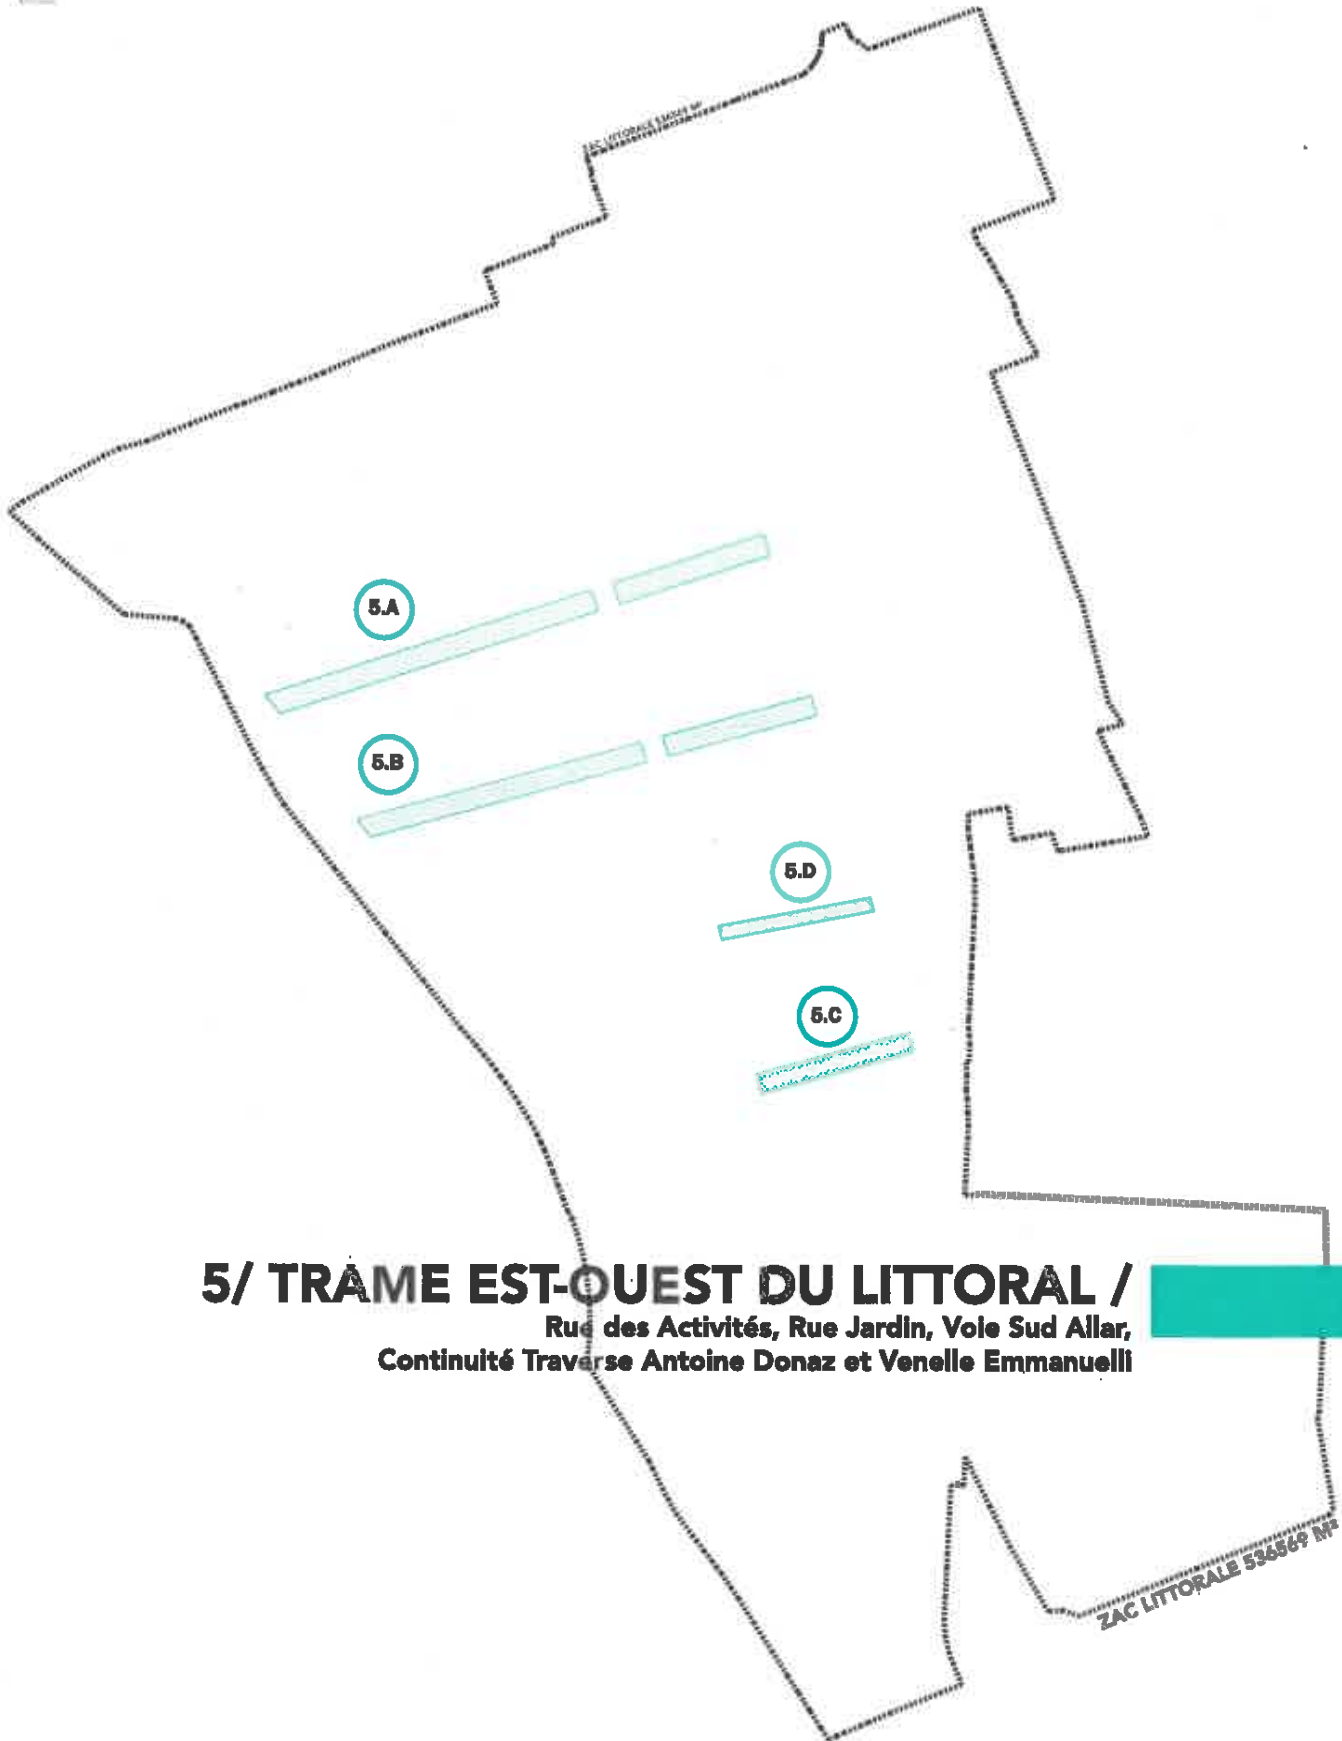 ZAC LITTORALE 536569 M²
5.A
5.B
5.D
5.C
5/ TRAME EST-OUEST DU LITTORAL /
Rue des Activités, Rue Jardin, Voie Sud Allar,
Continuité Traverse Antoine Donaz et Venelle Emmanuelli
ZAC LITTORALE 536569 M²